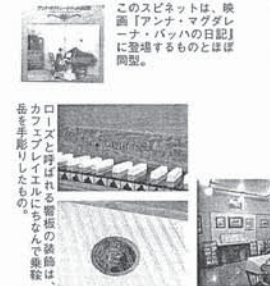 このスピネットは、映
画『アンナ・マグダレ
ーナ・バッハの日記』
に登場するものとほぼ
同型。
ローズと呼ばれる響板の装飾は、
カフェプレイエルにちなんで乗鞍
岳を手彫りしたもの。